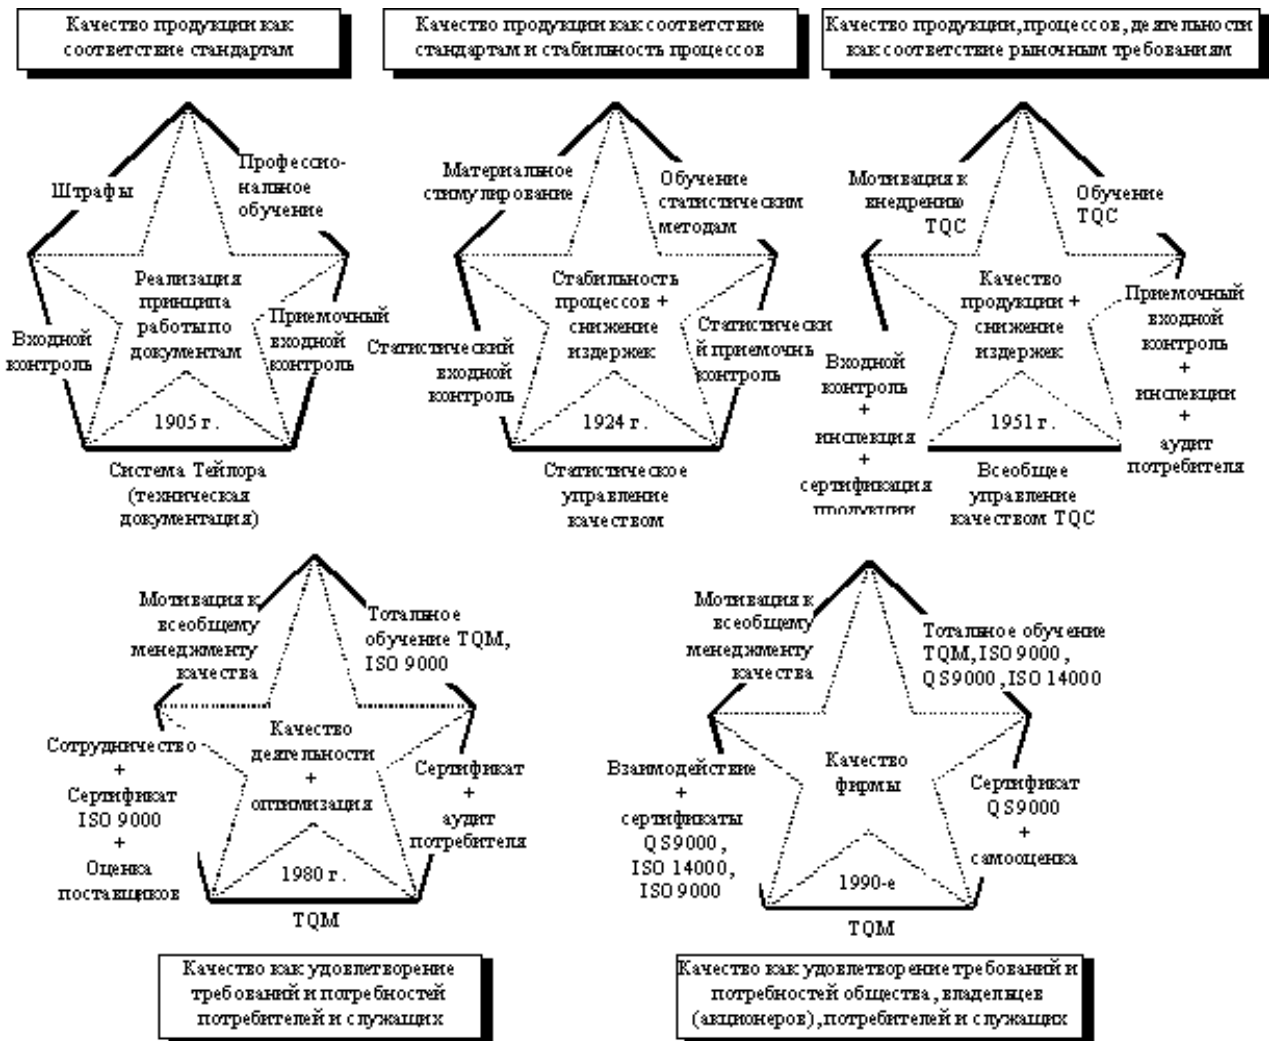 Качество продукции как
соответствие стандартам
Качество продукции как соответствие
стандартам и стабильность процессов
Качество продукции, процессов, деятельности
как соответствие рыночным требованиям
Штрафы
Профессио-
нальное
обучение
Реализация
принципа
работы по
документам
Входной
контроль
Приемочный
входной
контроль
1905 г.
Система Тейлора
(техническая
документация)
Материальное
стимулирование
Обучение
статистическим
методам
Стабильность
процессов +
снижение
издержек
Статистический
входной
контроль
Статистически
й приемочнь
контроль
1924 г.
Статистическое
управление
качеством
Мотивация к
внедрению
TQC
Обучение
TQC
Качество
продукции +
снижение
издержек
Входной
контроль
+
инспекция
+
сертификация
продукции
Приемочный
входной
контроль
+
инспекции
+
аудит
потребителя
1951 г.
Всеобщее
управление
качеством TQC
Мотивация к
всеобщему
менеджменту
качества
Тотальное
обучение TQM,
ISO 9000
Качество
деятельности
+
оптимизация
Сотрудничество
+
Сертификат
ISO 9000
+
Оценка
поставщиков
Сертификат
+
аудит
потребителя
1980 г.
TQM
Качество как удовлетворение
требований и потребностей
потребителей и служащих
Мотивация к
всеобщему
менеджменту
качества
Тотальное обучение
TQM, ISO 9000,
QS9000, ISO 14000
Качество
фирмы
Взаимодействие
+
сертификаты
QS9000,
ISO 14000,
ISO 9000
Сертификат
QS9000
+
самооценка
1990-е
TQM
Качество как удовлетворение требований и
потребностей общества, владельцев
(акционеров), потребителей и служащих